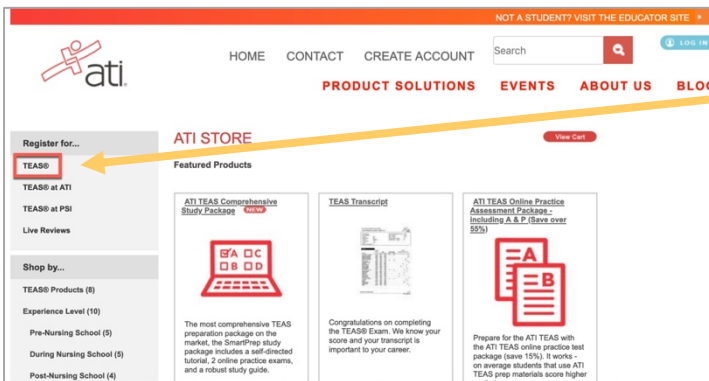 NOT A STUDENT? VISIT THE EDUCATOR SITE
ati
HOME CONTACT CREATE ACCOUNT Search LOG IN
PRODUCT SOLUTIONS EVENTS ABOUT US BLOG
Register for...
TEAS®
TEAS® at ATI
TEAS® at PSI
Live Reviews
Shop by...
TEAS® Products (8)
Experience Level (10)
Pre-Nursing School (5)
During Nursing School (5)
Post-Nursing School (4)
ATI STORE View Cart
Featured Products
ATI TEAS Comprehensive
Study Package NEW
A C
B D
The most comprehensive TEAS
preparation package on the
market, the SmartPrep study
package includes a self-directed
tutorial, 2 online practice exams,
and a robust study guide.
TEAS Transcript
Congratulations on completing
the TEAS® Exam. We know your
score and your transcript is
important to your career.
ATI TEAS Online Practice
Assessment Package -
including A & P (Save over
55%)
A
B
Prepare for the ATI TEAS with
the ATI TEAS online practice test
package (save 15%). It works -
on average students that use ATI
TEAS prep materials score higher